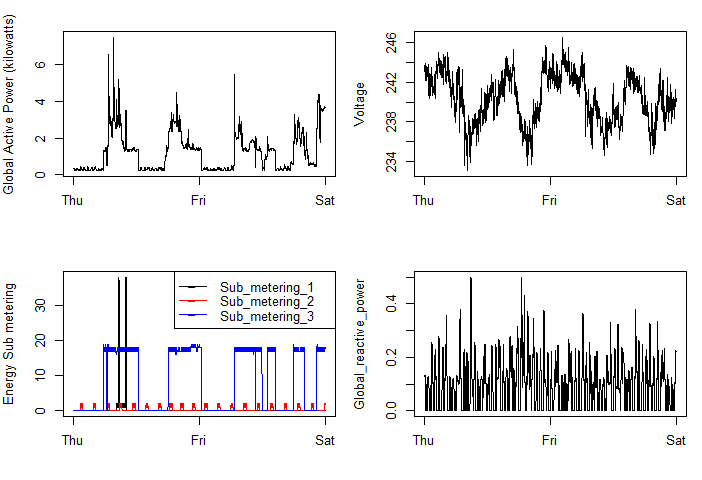 Global Active Power (kilowatts)
0 2 4 6
Thu Fri Sat
Voltage
234 238 242 246
Thu Fri Sat
Energy Sub metering
0 10 20 30
Sub_metering_1
Sub_metering_2
Sub_metering_3
Thu Fri Sat
Global_reactive_power
0.0 0.2 0.4
Thu Fri Sat